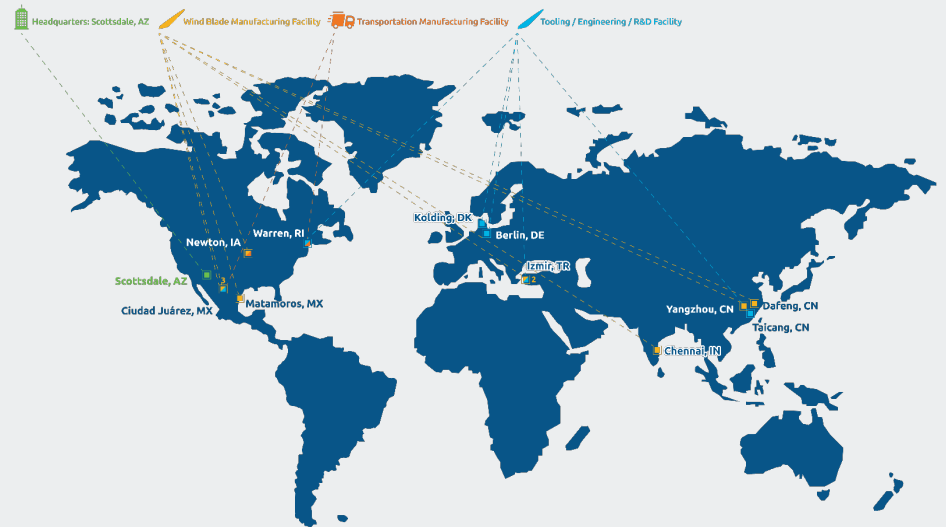 Headquarters: Scottsdale, AZ
Wind Blade Manufacturing Facility
Transportation Manufacturing Facility
Tooling / Engineering / R&D Facility
Kolding, DK
Warren, RI
Berlin, DE
Newton, IA
Izmir, TR
Scottsdale, AZ
2
3
Matamoros, MX
Dafeng, CN
Yangzhou, CN
Ciudad Juárez, MX
Taicang, CN
Chennai, IN